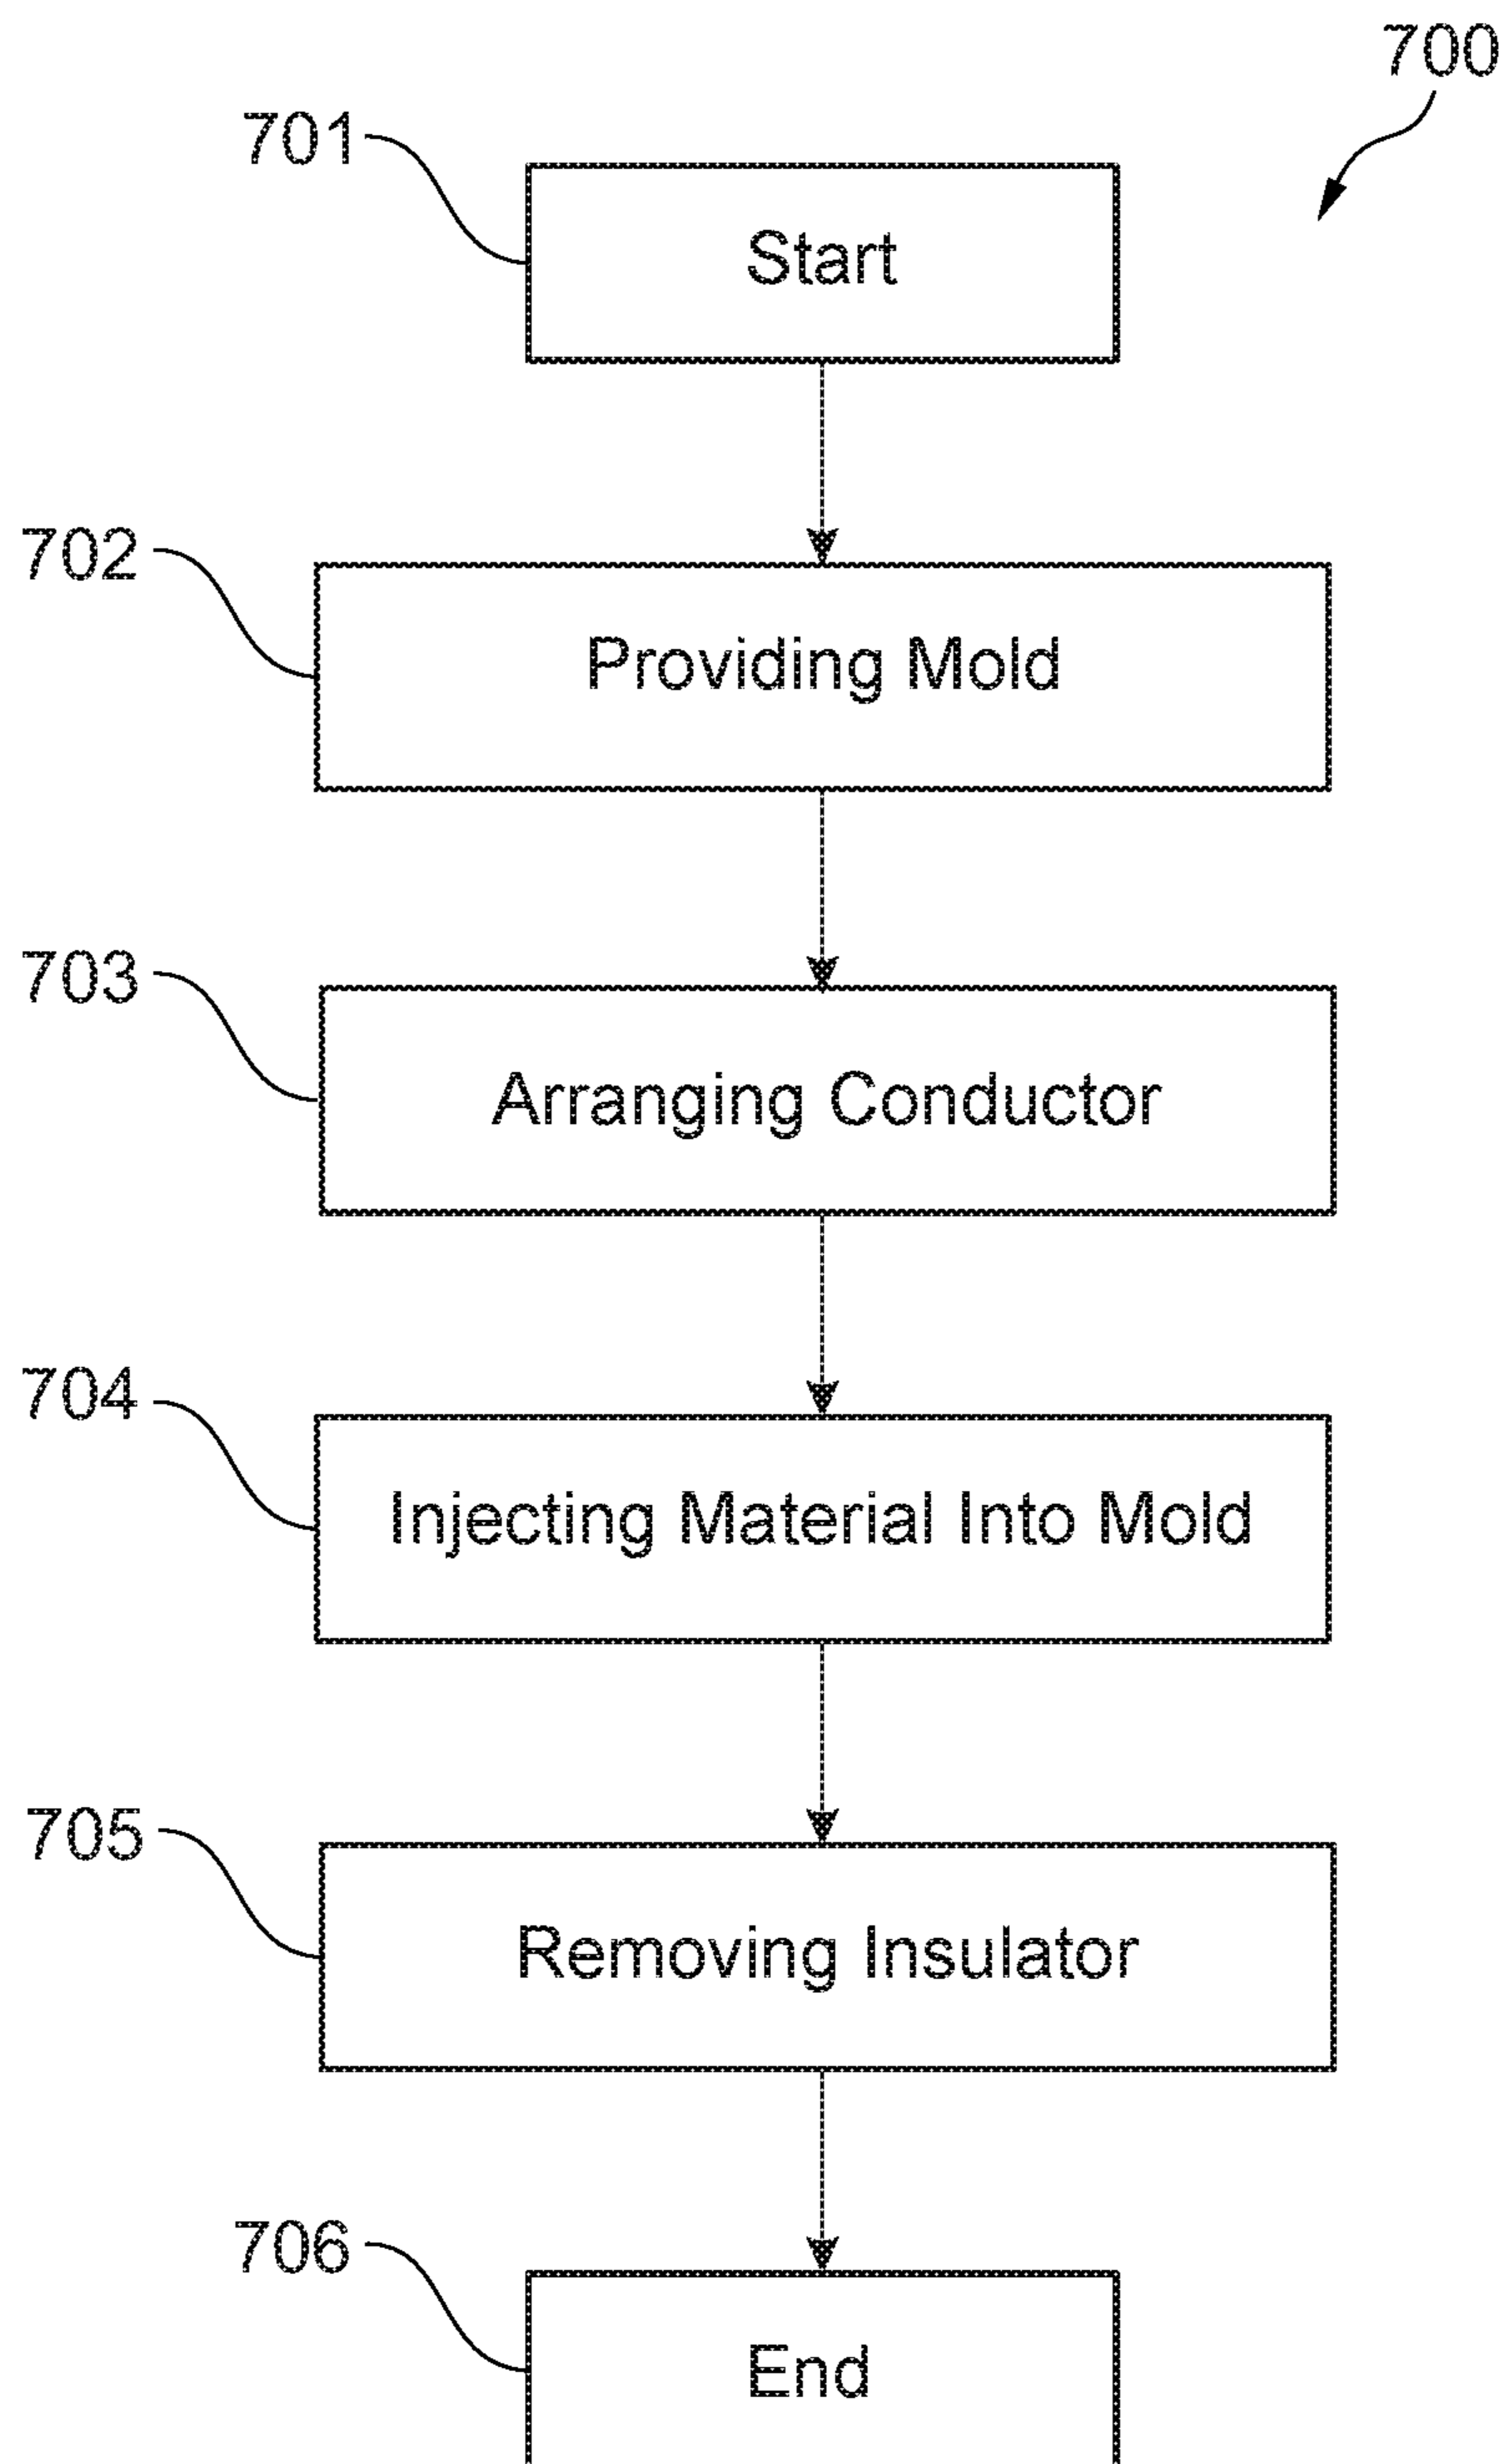 700
701
Start
702
Providing Mold
703
Arranging Conductor
704
Injecting Material Into Mold
705
Removing Insulator
706
End